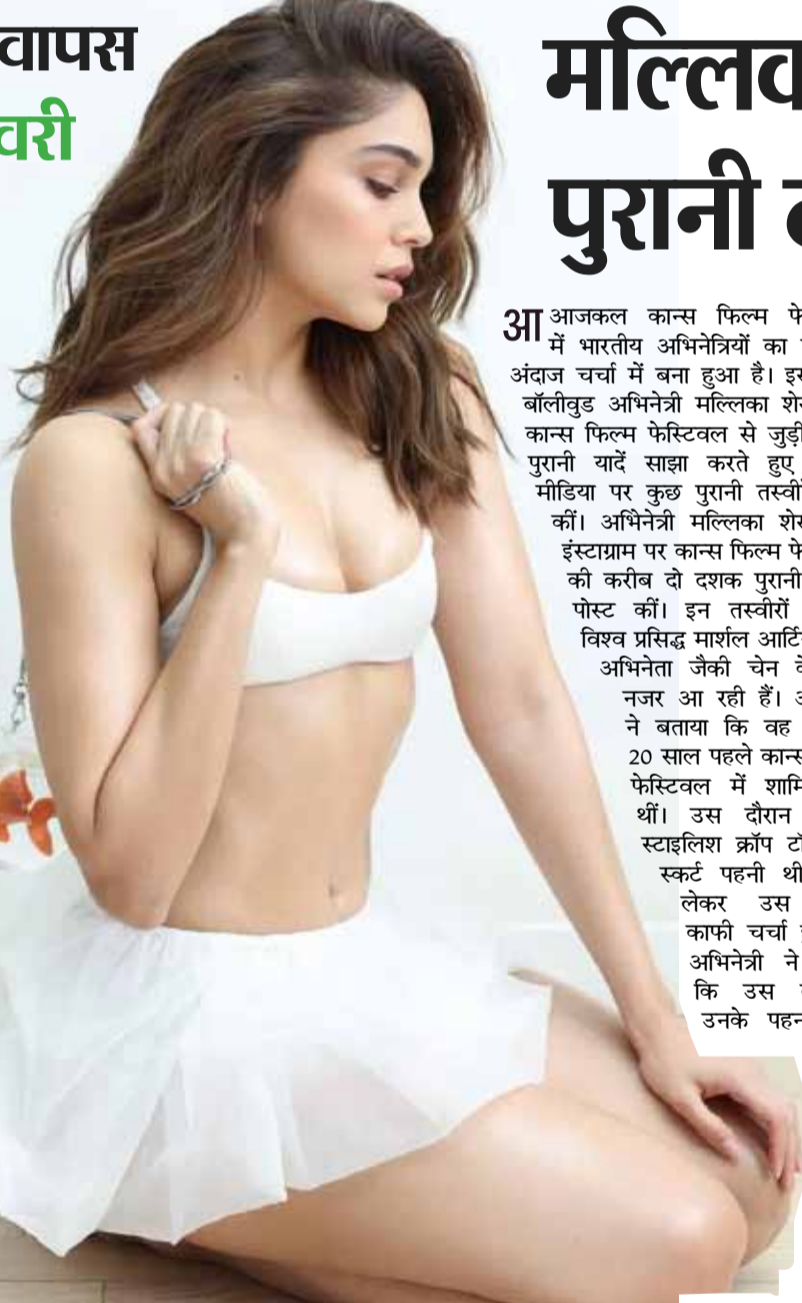 वापस
वरी
मल्लिक
पुरानी
आ आजकल कान्स फिल्म फे
में भारतीय अभिनेत्रियों का
अंदाज चर्चा में बना हुआ है। इस
बॉलीवुड अभिनेत्री मल्लिका शेर
कान्स फिल्म फेस्टिवल से जुड़ी
पुरानी यादें साझा करते हुए
मीडिया पर कुछ पुरानी तस्वीरें
कीं। अभिनेत्री मल्लिका शेर
इंस्टाग्राम पर कान्स फिल्म फे
की करीब दो दशक पुरानी
पोस्ट कीं। इन तस्वीरों
विश्व प्रसिद्ध मार्शल आर्टि
अभिनेता जैकी चेन के
नजर आ रही हैं। अ
ने बताया कि वह
20 साल पहले कान्स
फेस्टिवल में शामि
थीं। उस दौरान
स्टाइलिश क्रॉप टॉ
स्कर्ट पहनी थी
लेकर उस
काफी चर्चा
अभिनेत्री ने
कि उस
उनके पहन